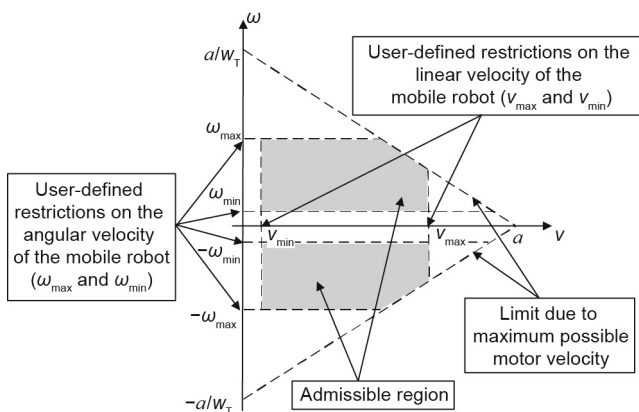 ω
a/w_T
User-defined restrictions on the
linear velocity of the
mobile robot (v_max and v_min)
ω_max
User-defined
restrictions on the
angular velocity
of the mobile robot
(ω_max and ω_min)
ω_min
v_min
v_max
a
v
−ω_min
−ω_max
Limit due to
maximum possible
motor velocity
Admissible region
−a/w_T